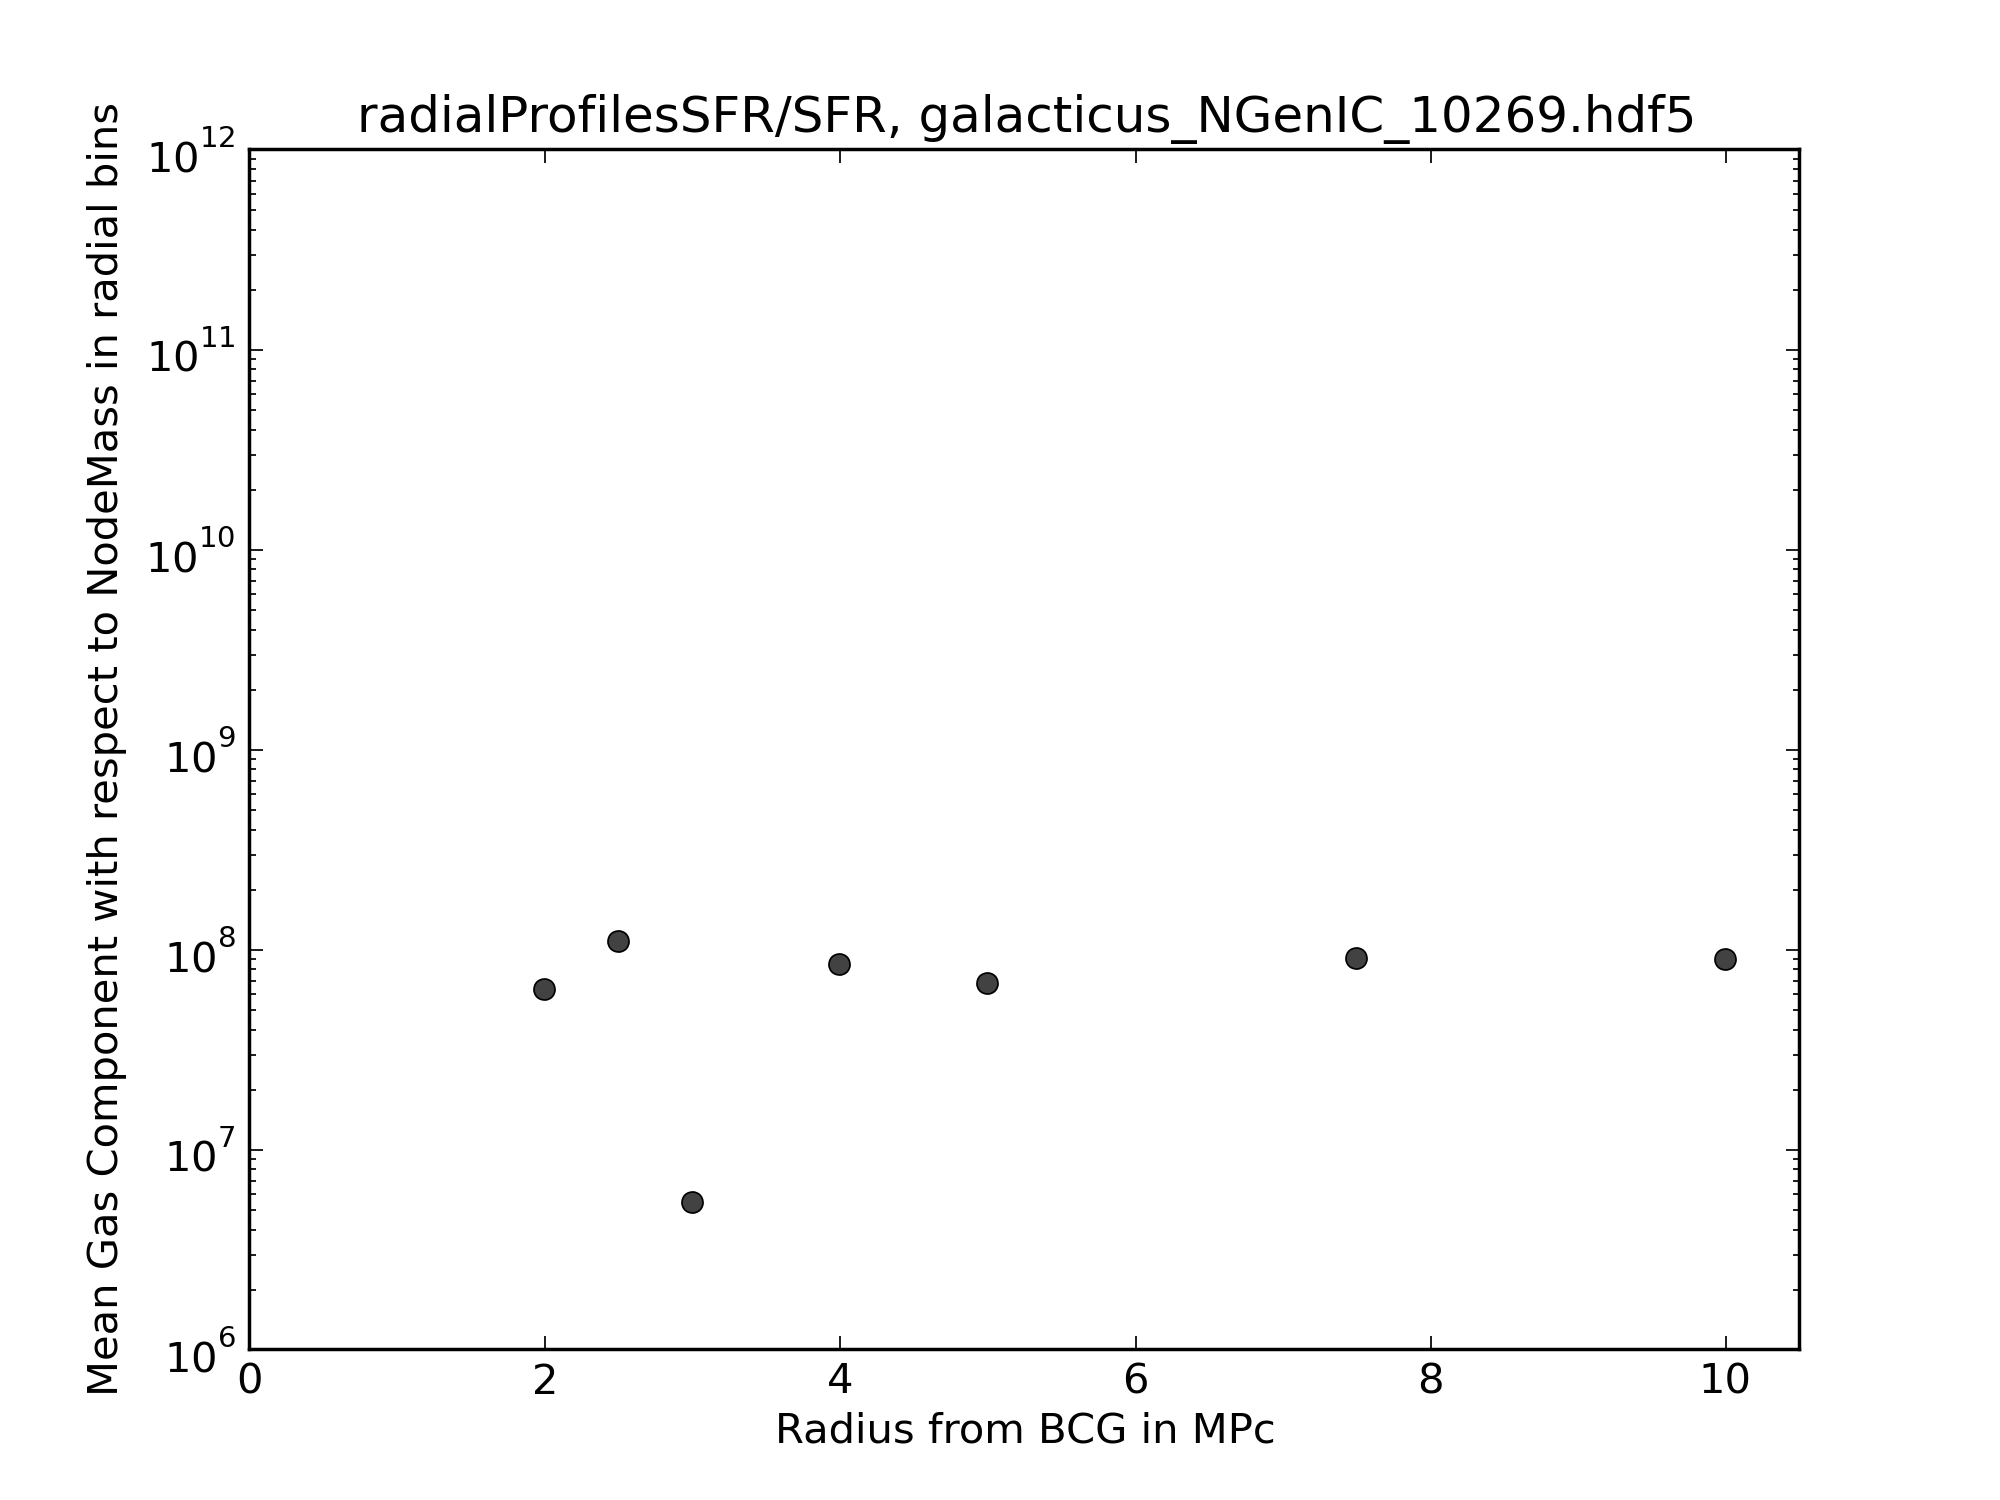 radialProfilesSFR/SFR, galacticus_NGenIC_10269.hdf5
Mean Gas Component with respect to NodeMass in radial bins
10^12
10^11
10^10
10^9
10^8
10^7
10^6
0 2 4 6 8 10
Radius from BCG in MPc